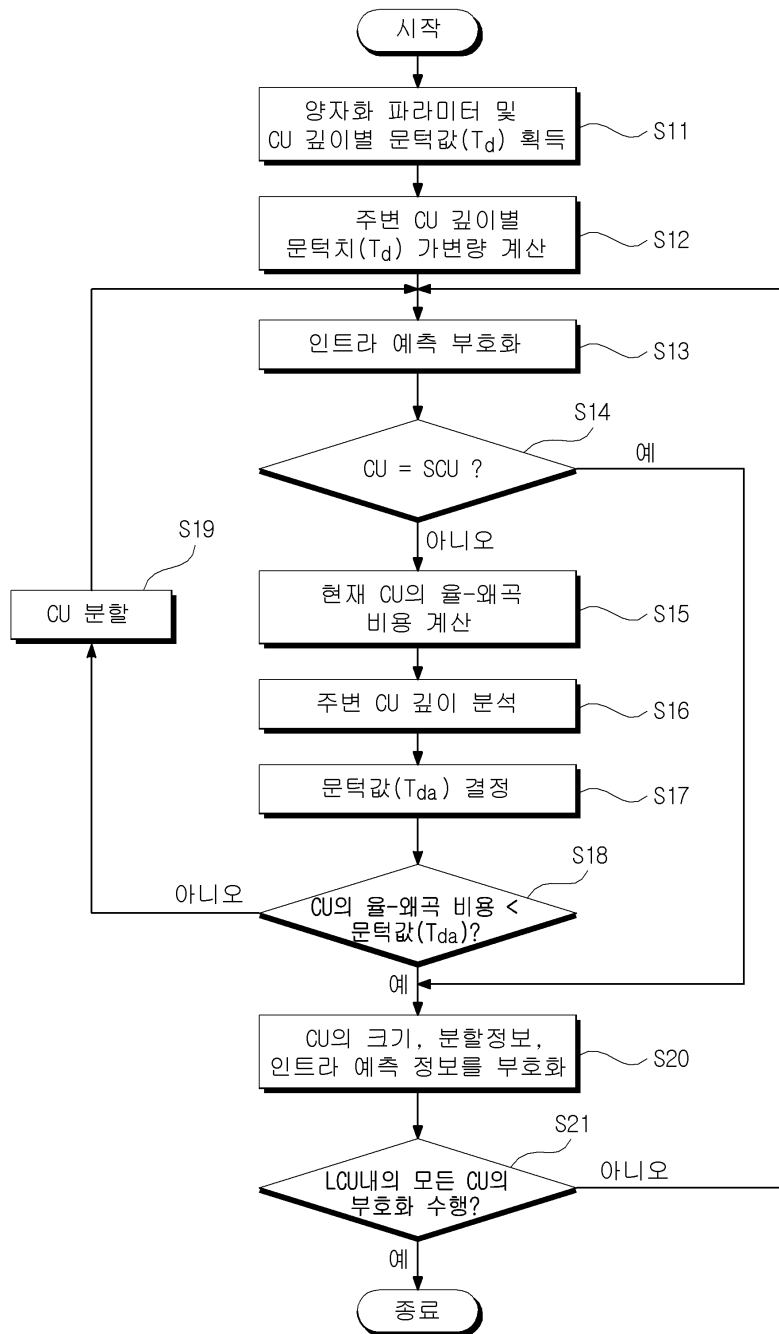 시작
양자화 파라미터 및
CU 깊이별 문턱값(Td) 획득
S11
주변 CU 깊이별
문턱치(Td) 가변량 계산
S12
인트라 예측 부호화
S13
S14
CU = SCU ?
예
아니오
S19
CU 분할
현재 CU의 율-왜곡
비용 계산
S15
주변 CU 깊이 분석
S16
문턱값(Tda) 결정
S17
S18
아니오
CU의 율-왜곡 비용 <
문턱값(Tda)?
예
CU의 크기, 분할정보,
인트라 예측 정보를 부호화
S20
S21
LCU내의 모든 CU의
부호화 수행?
아니오
예
종료